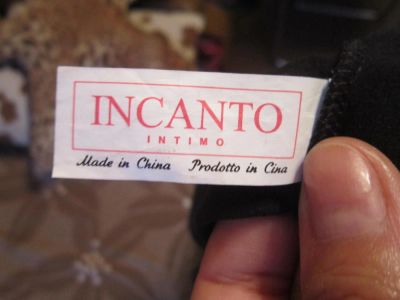 INCANTO
INTIMO
Made in China Prodotto in Cina